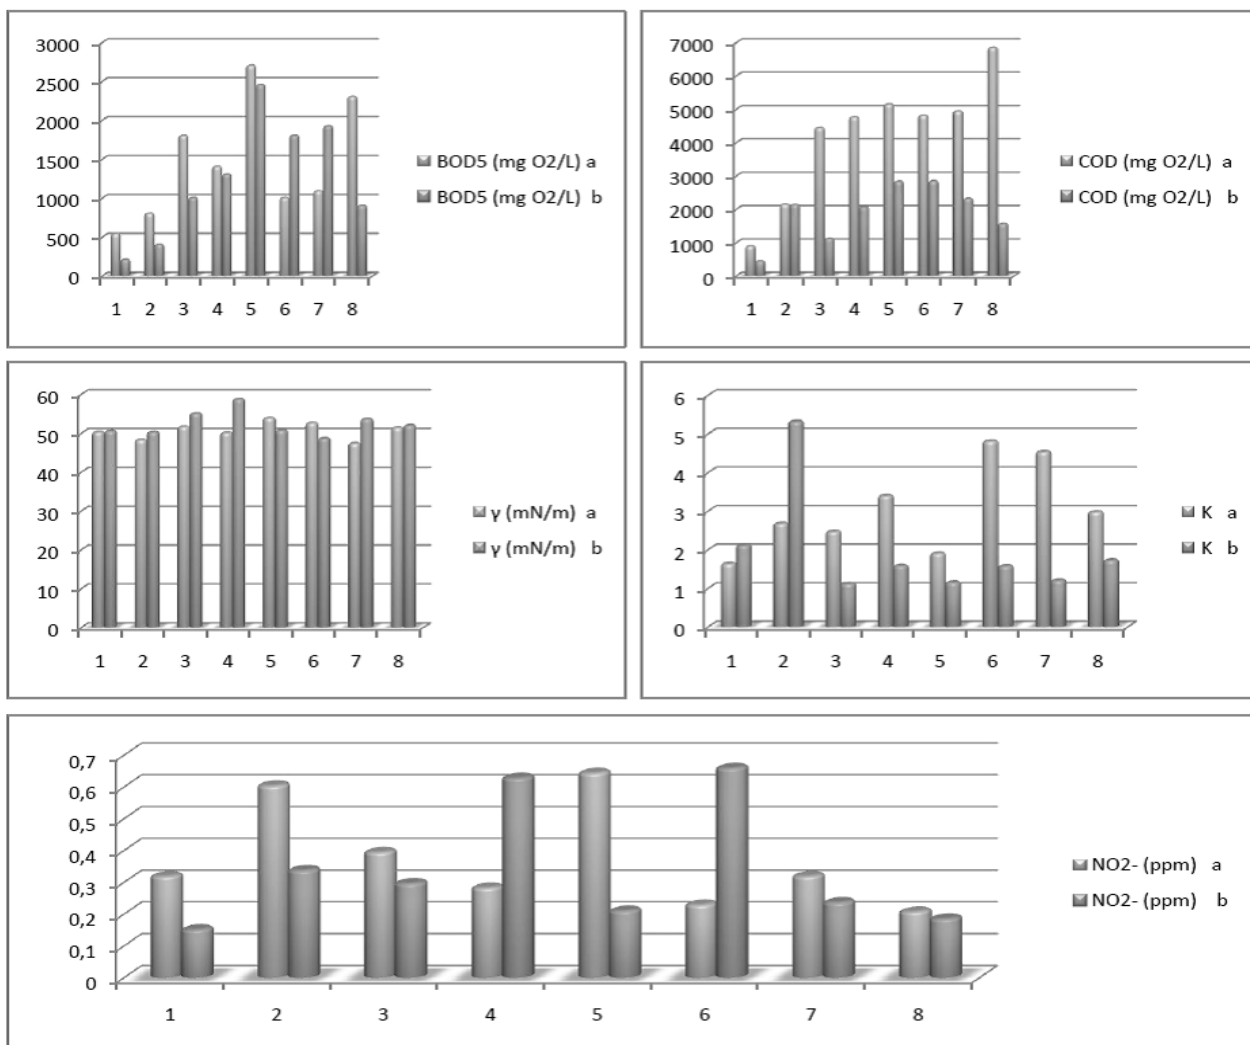 3000
2500
2000
1500
1000
500
0
1 2 3 4 5 6 7 8
BOD5 (mg O2/L) a
BOD5 (mg O2/L) b
7000
6000
5000
4000
3000
2000
1000
0
1 2 3 4 5 6 7 8
COD (mg O2/L) a
COD (mg O2/L) b
60
50
40
30
20
10
0
1 2 3 4 5 6 7 8
γ (mN/m) a
γ (mN/m) b
6
5
4
3
2
1
0
1 2 3 4 5 6 7 8
K a
K b
0,7
0,6
0,5
0,4
0,3
0,2
0,1
0
1 2 3 4 5 6 7 8
NO2- (ppm) a
NO2- (ppm) b